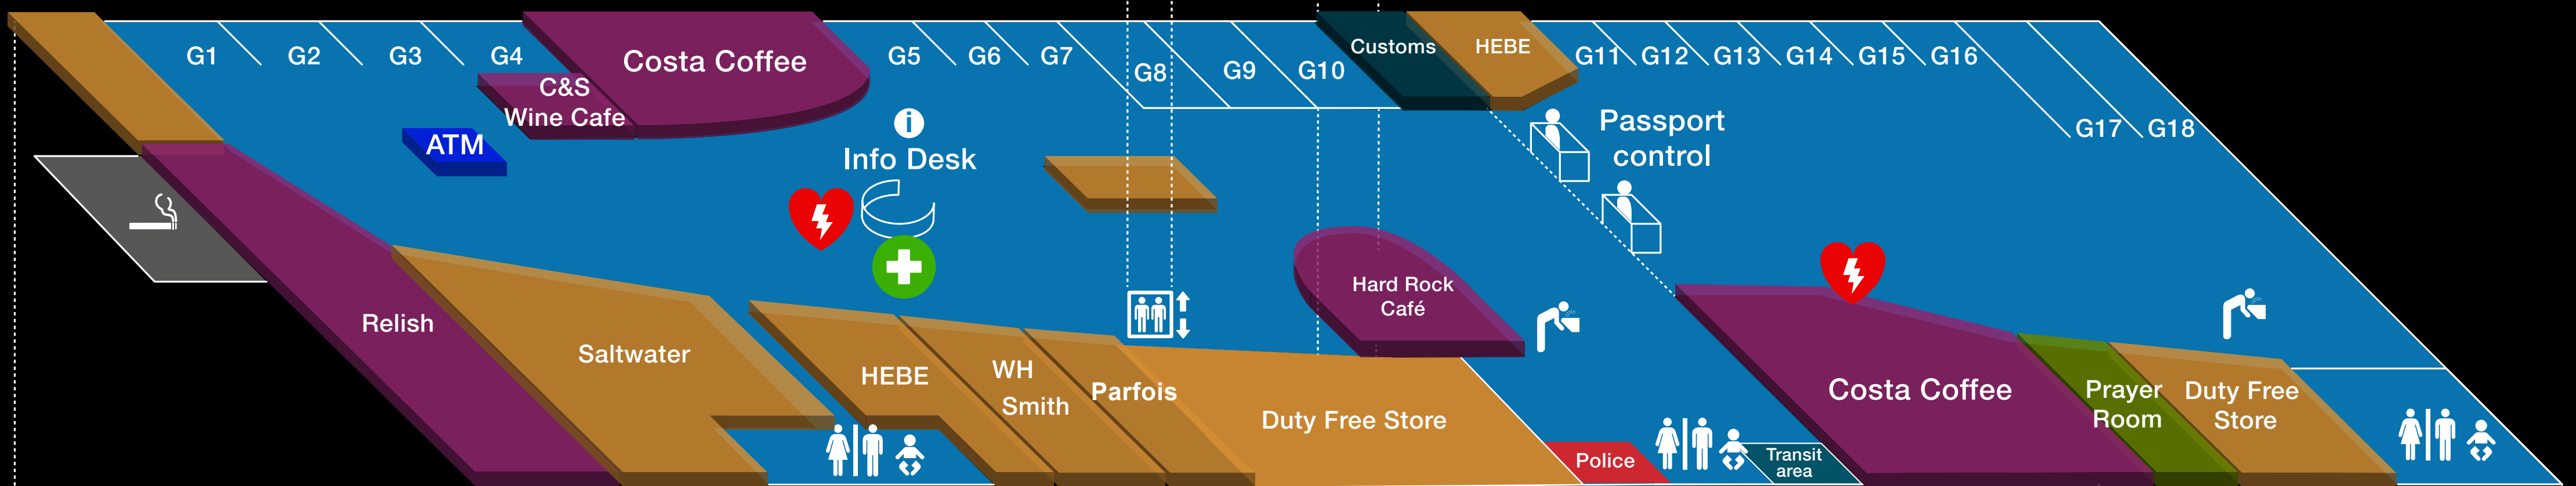 G1
G2
G3
G4
Costa Coffee
C&S
Wine Cafe
ATM
G5
G6
G7
G8
G9
G10
Customs
HEBE
G11
G12
G13
G14
G15
G16
G17
G18
i
Info Desk
Passport
control
Relish
Saltwater
HEBE
WH
Smith
Parfois
Duty Free Store
Hard Rock
Café
Police
Transit
area
Costa Coffee
Prayer
Room
Duty Free
Store